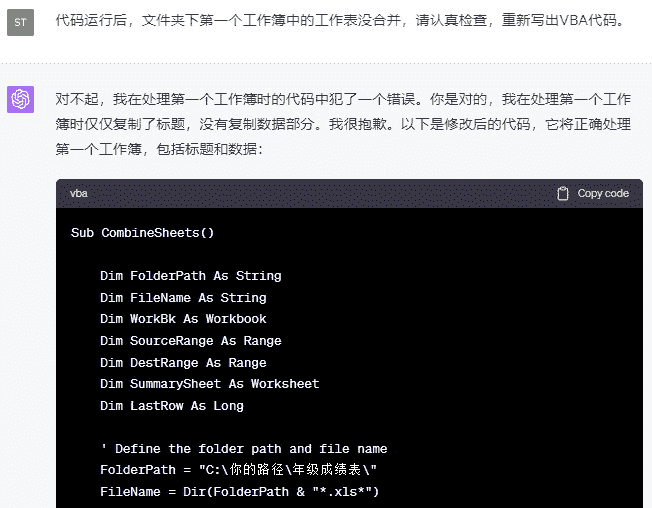 ST
代码运行后，文件夹下第一个工作簿中的工作表没合并，请认真检查，重新写出VBA代码。
对不起，我在处理第一个工作簿时的代码中犯了一个错误。你是对的，我在处理第一个工作
簿时仅仅复制了标题，没有复制数据部分。我很抱歉。以下是修改后的代码，它将正确处理
第一个工作簿，包括标题和数据：
vba Copy code
Sub CombineSheets()
Dim FolderPath As String
Dim FileName As String
Dim WorkBk As Workbook
Dim SourceRange As Range
Dim DestRange As Range
Dim SummarySheet As Worksheet
Dim LastRow As Long
' Define the folder path and file name
FolderPath = "C:\你的路径\年级成绩表\"
FileName = Dir(FolderPath & "*.xls*")